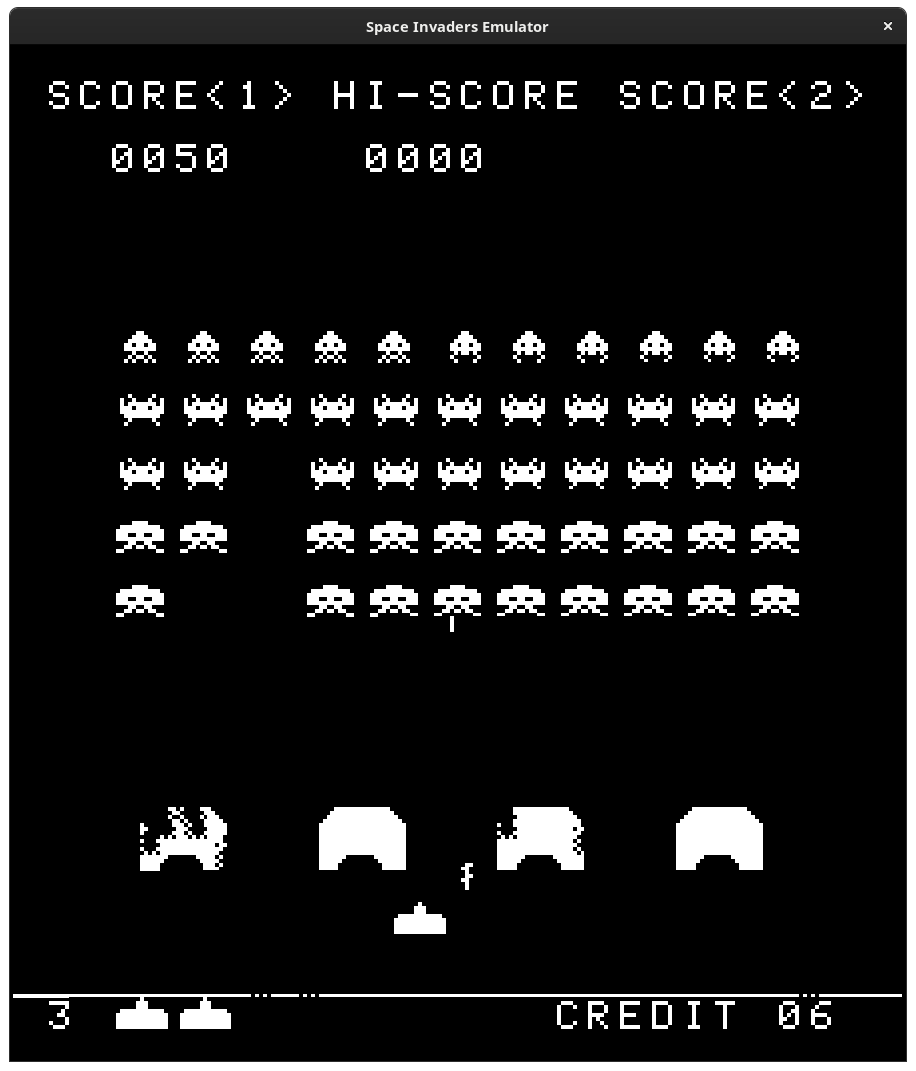 Space Invaders Emulator ×
SCORE<1> HI-SCORE SCORE<2>
0050 0000
3 CREDIT 06